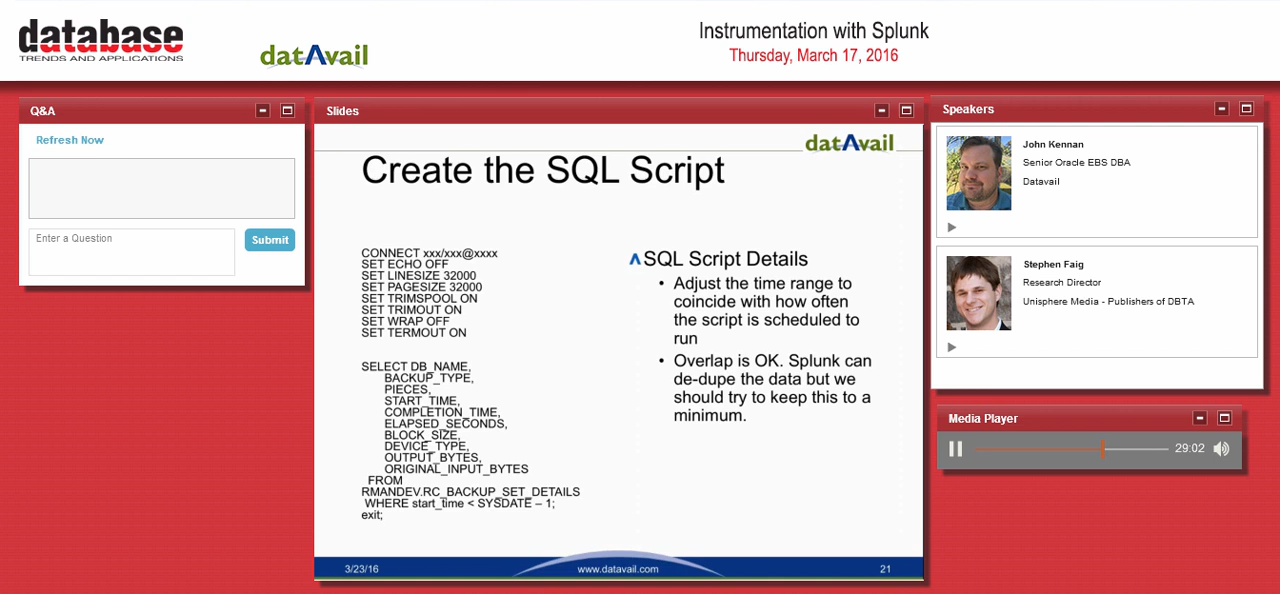 database
TRENDS AND APPLICATIONS
datAvail
Instrumentation with Splunk
Thursday, March 17, 2016
Q&A
Refresh Now
Enter a Question
Submit
Slides
datAvail
Create the SQL Script
CONNECT xxx/xxx@xxxx
SET ECHO OFF
SET LINESIZE 32000
SET PAGESIZE 32000
SET TRIMSPOOL ON
SET TRIMOUT ON
SET WRAP OFF
SET TERMOUT ON
SELECT DB_NAME,
BACKUP_TYPE,
PIECES,
START_TIME,
COMPLETION_TIME,
ELAPSED_SECONDS,
BLOCK_SIZE,
DEVICE_TYPE,
OUTPUT_BYTES,
ORIGINAL_INPUT_BYTES
FROM
RMANDEV.RC_BACKUP_SET_DETAILS
WHERE start_time < SYSDATE – 1;
exit;
SQL Script Details
• Adjust the time range to
coincide with how often
the script is scheduled to
run
• Overlap is OK. Splunk can
de-dupe the data but we
should try to keep this to a
minimum.
3/23/16
www.datavail.com
21
Speakers
John Kennan
Senior Oracle EBS DBA
Datavail
Stephen Faig
Research Director
Unisphere Media - Publishers of DBTA
Media Player
29:02